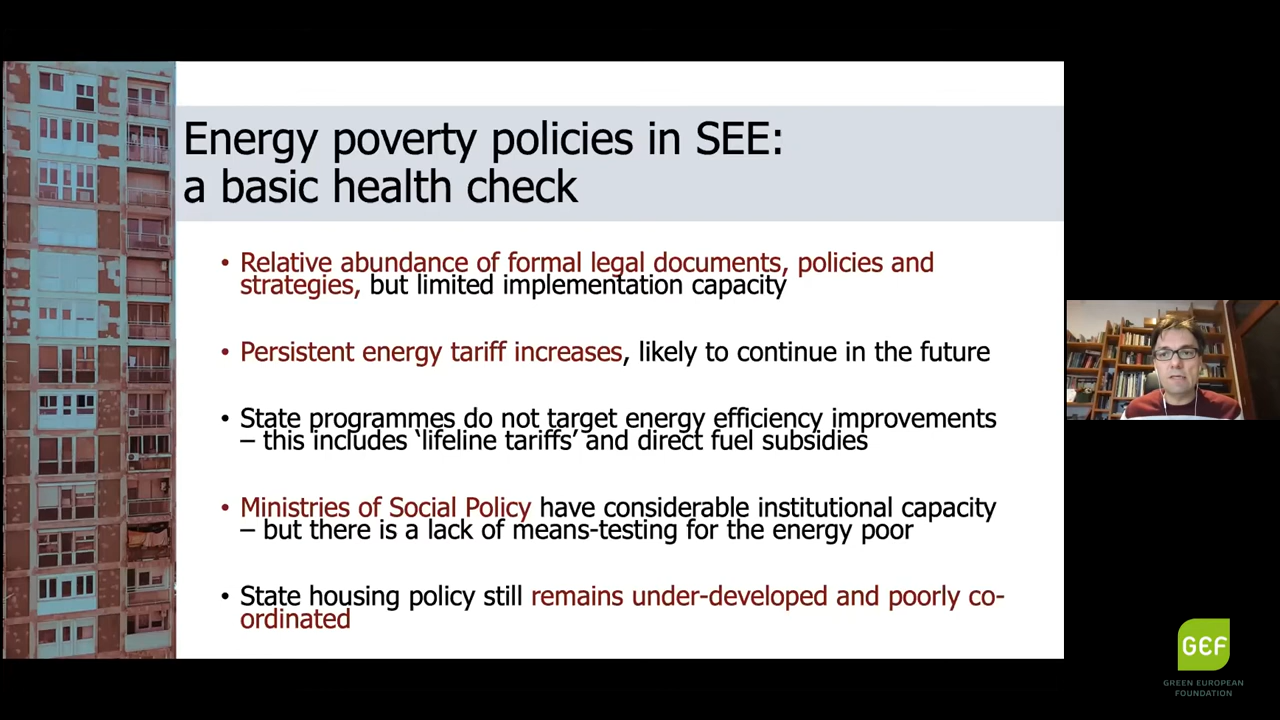 Energy poverty policies in SEE:
a basic health check
• Relative abundance of formal legal documents, policies and
strategies, but limited implementation capacity
• Persistent energy tariff increases, likely to continue in the future
• State programmes do not target energy efficiency improvements
– this includes ‘lifeline tariffs’ and direct fuel subsidies
• Ministries of Social Policy have considerable institutional capacity
– but there is a lack of means-testing for the energy poor
• State housing policy still remains under-developed and poorly co-
ordinated
GEF
GREEN EUROPEAN
FOUNDATION